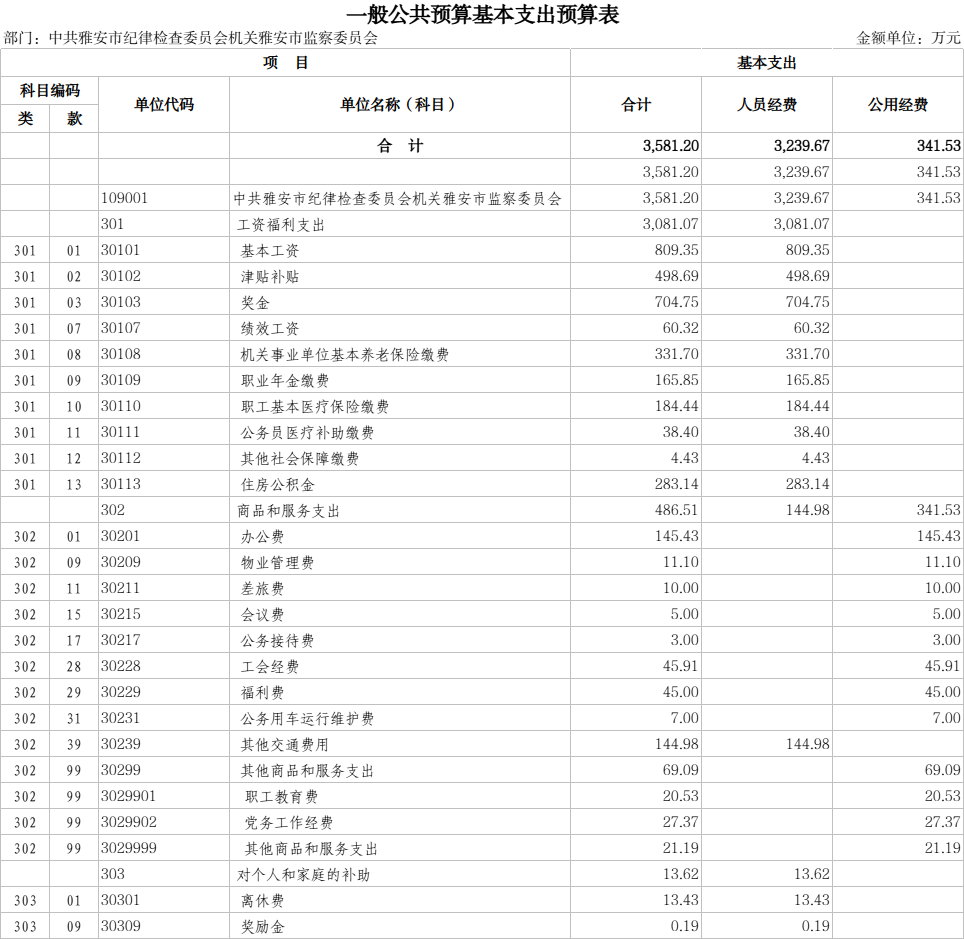 一般公共预算基本支出预算表
部门：中共雅安市纪律检查委员会机关雅安市监察委员会 金额单位：万元
项 目 基本支出
科目编码 单位代码 单位名称（科目） 合计 人员经费 公用经费
类 款
合 计 3,581.20 3,239.67 341.53
3,581.20 3,239.67 341.53
109001 中共雅安市纪律检查委员会机关雅安市监察委员会 3,581.20 3,239.67 341.53
301 工资福利支出 3,081.07 3,081.07
301 01 30101 基本工资 809.35 809.35
301 02 30102 津贴补贴 498.69 498.69
301 03 30103 奖金 704.75 704.75
301 07 30107 绩效工资 60.32 60.32
301 08 30108 机关事业单位基本养老保险缴费 331.70 331.70
301 09 30109 职业年金缴费 165.85 165.85
301 10 30110 职工基本医疗保险缴费 184.44 184.44
301 11 30111 公务员医疗补助缴费 38.40 38.40
301 12 30112 其他社会保障缴费 4.43 4.43
301 13 30113 住房公积金 283.14 283.14
302 商品和服务支出 486.51 144.98 341.53
302 01 30201 办公费 145.43 145.43
302 09 30209 物业管理费 11.10 11.10
302 11 30211 差旅费 10.00 10.00
302 15 30215 会议费 5.00 5.00
302 17 30217 公务接待费 3.00 3.00
302 28 30228 工会经费 45.91 45.91
302 29 30229 福利费 45.00 45.00
302 31 30231 公务用车运行维护费 7.00 7.00
302 39 30239 其他交通费用 144.98 144.98
302 99 30299 其他商品和服务支出 69.09 69.09
302 99 3029901 职工教育费 20.53 20.53
302 99 3029902 党务工作经费 27.37 27.37
302 99 3029999 其他商品和服务支出 21.19 21.19
303 对个人和家庭的补助 13.62 13.62
303 01 30301 离休费 13.43 13.43
303 09 30309 奖励金 0.19 0.19